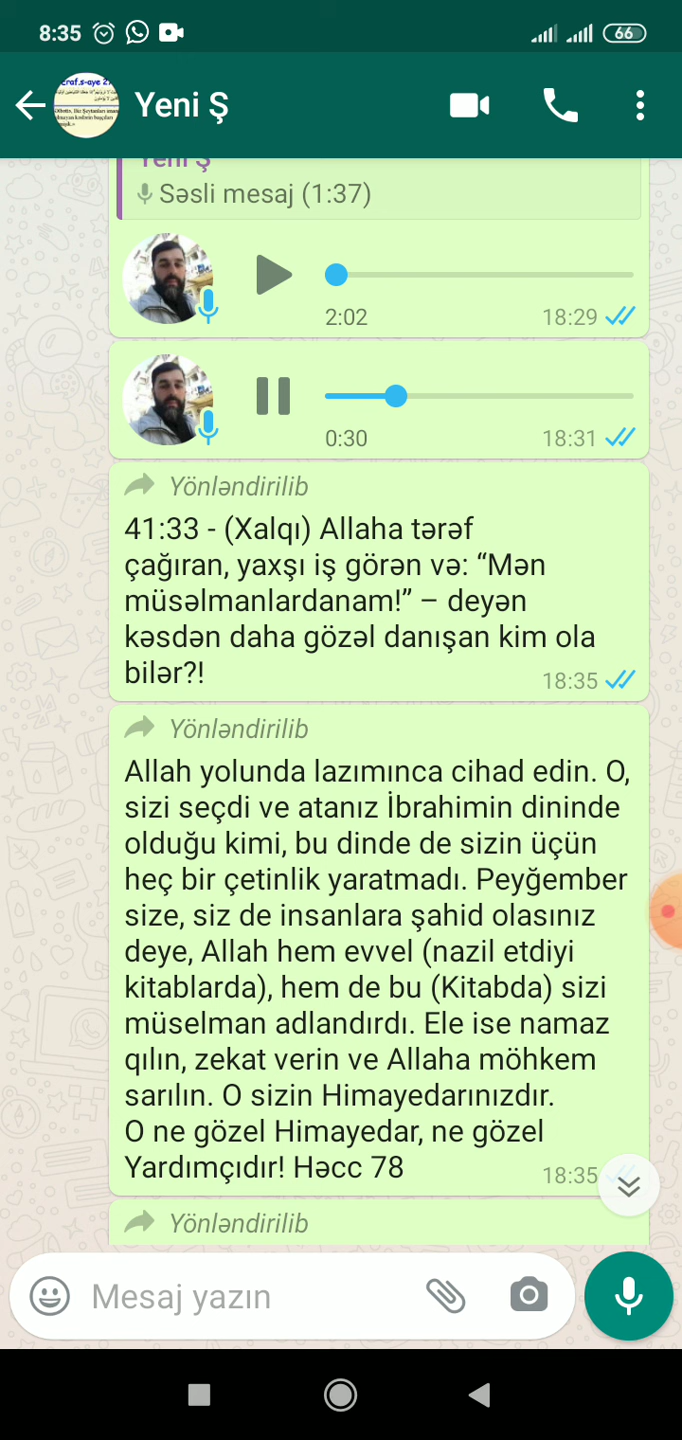 8:35
66
Yeni Ş
Yeni Ş
Səsli mesaj (1:37)
2:02 18:29
0:30 18:31
Yönləndirilib
41:33 - (Xalqı) Allaha tərəf
çağıran, yaxşı iş görən və: “Mən
müsəlmanlardanam!” – deyən
kəsdən daha gözəl danışan kim ola
bilər?!
18:35
Yönləndirilib
Allah yolunda lazımınca cihad edin. O,
sizi seçdi ve atanız İbrahimin dininde
olduğu kimi, bu dinde de sizin üçün
heç bir çetinlik yaratmadı. Peyğember
size, siz de insanlara şahid olasınız
deye, Allah hem evvel (nazil etdiyi
kitablarda), hem de bu (Kitabda) sizi
müselman adlandırdı. Ele ise namaz
qılın, zekat verin ve Allaha möhkem
sarılın. O sizin Himayedarınızdır.
O ne gözel Himayedar, ne gözel
Yardımçıdır! Həcc 78
18:35
Yönləndirilib
Mesaj yazın